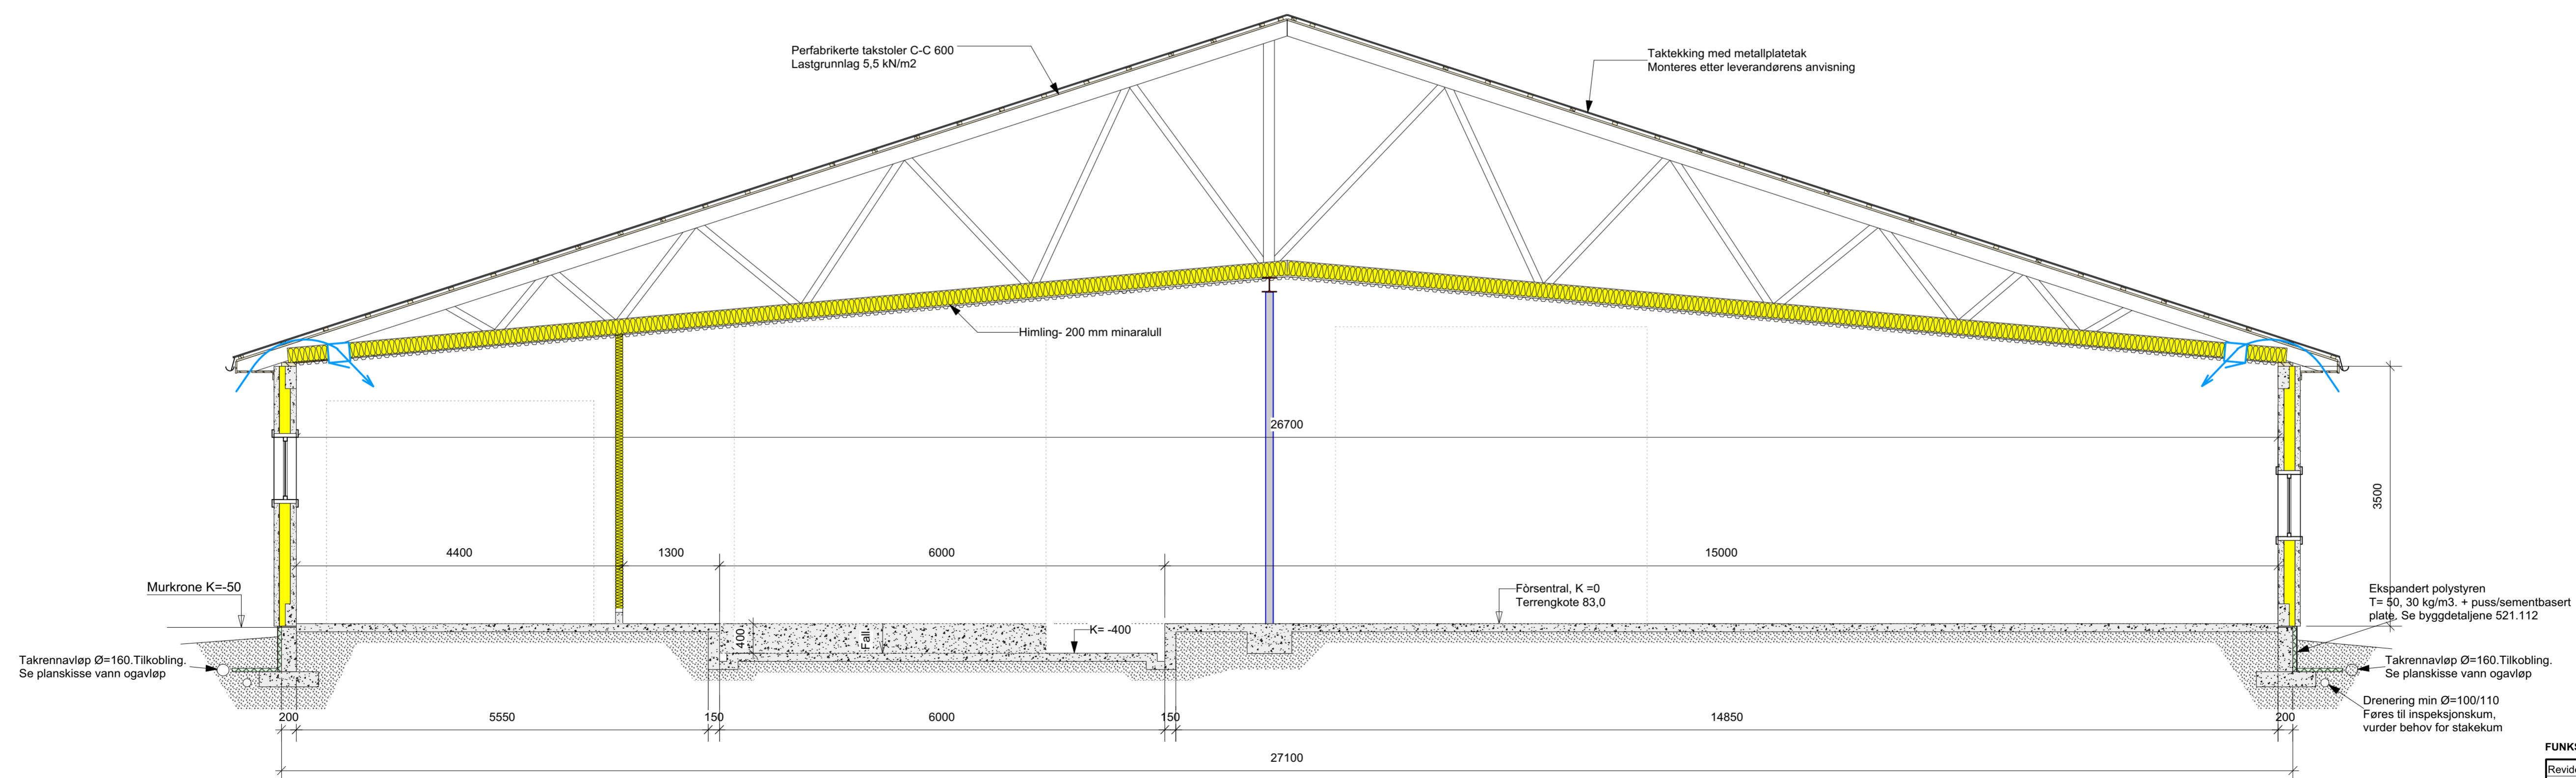 Perfabrikerte takstoler C-C 600
Lastgrunnlag 5,5 kN/m2
Taktekking med metallplatetak
Monteres etter leverandørens anvisning
Himling- 200 mm minaralull
26700
3500
4400
1300
6000
15000
Murkrone K=-50
Fòrsentral, K =0
Terrengkote 83,0
Ekspandert polystyren
T= 50, 30 kg/m3. + puss/sementbasert
plate. Se byggdetaljene 521.112
400
Fall
K= -400
Takrennavløp Ø=160.Tilkobling.
Se planskisse vann ogavløp
Takrennavløp Ø=160.Tilkobling.
Se planskisse vann ogavløp
Drenering min Ø=100/110
Føres til inspeksjonskum,
vurder behov for stakekum
200
5550
150
6000
150
14850
200
27100